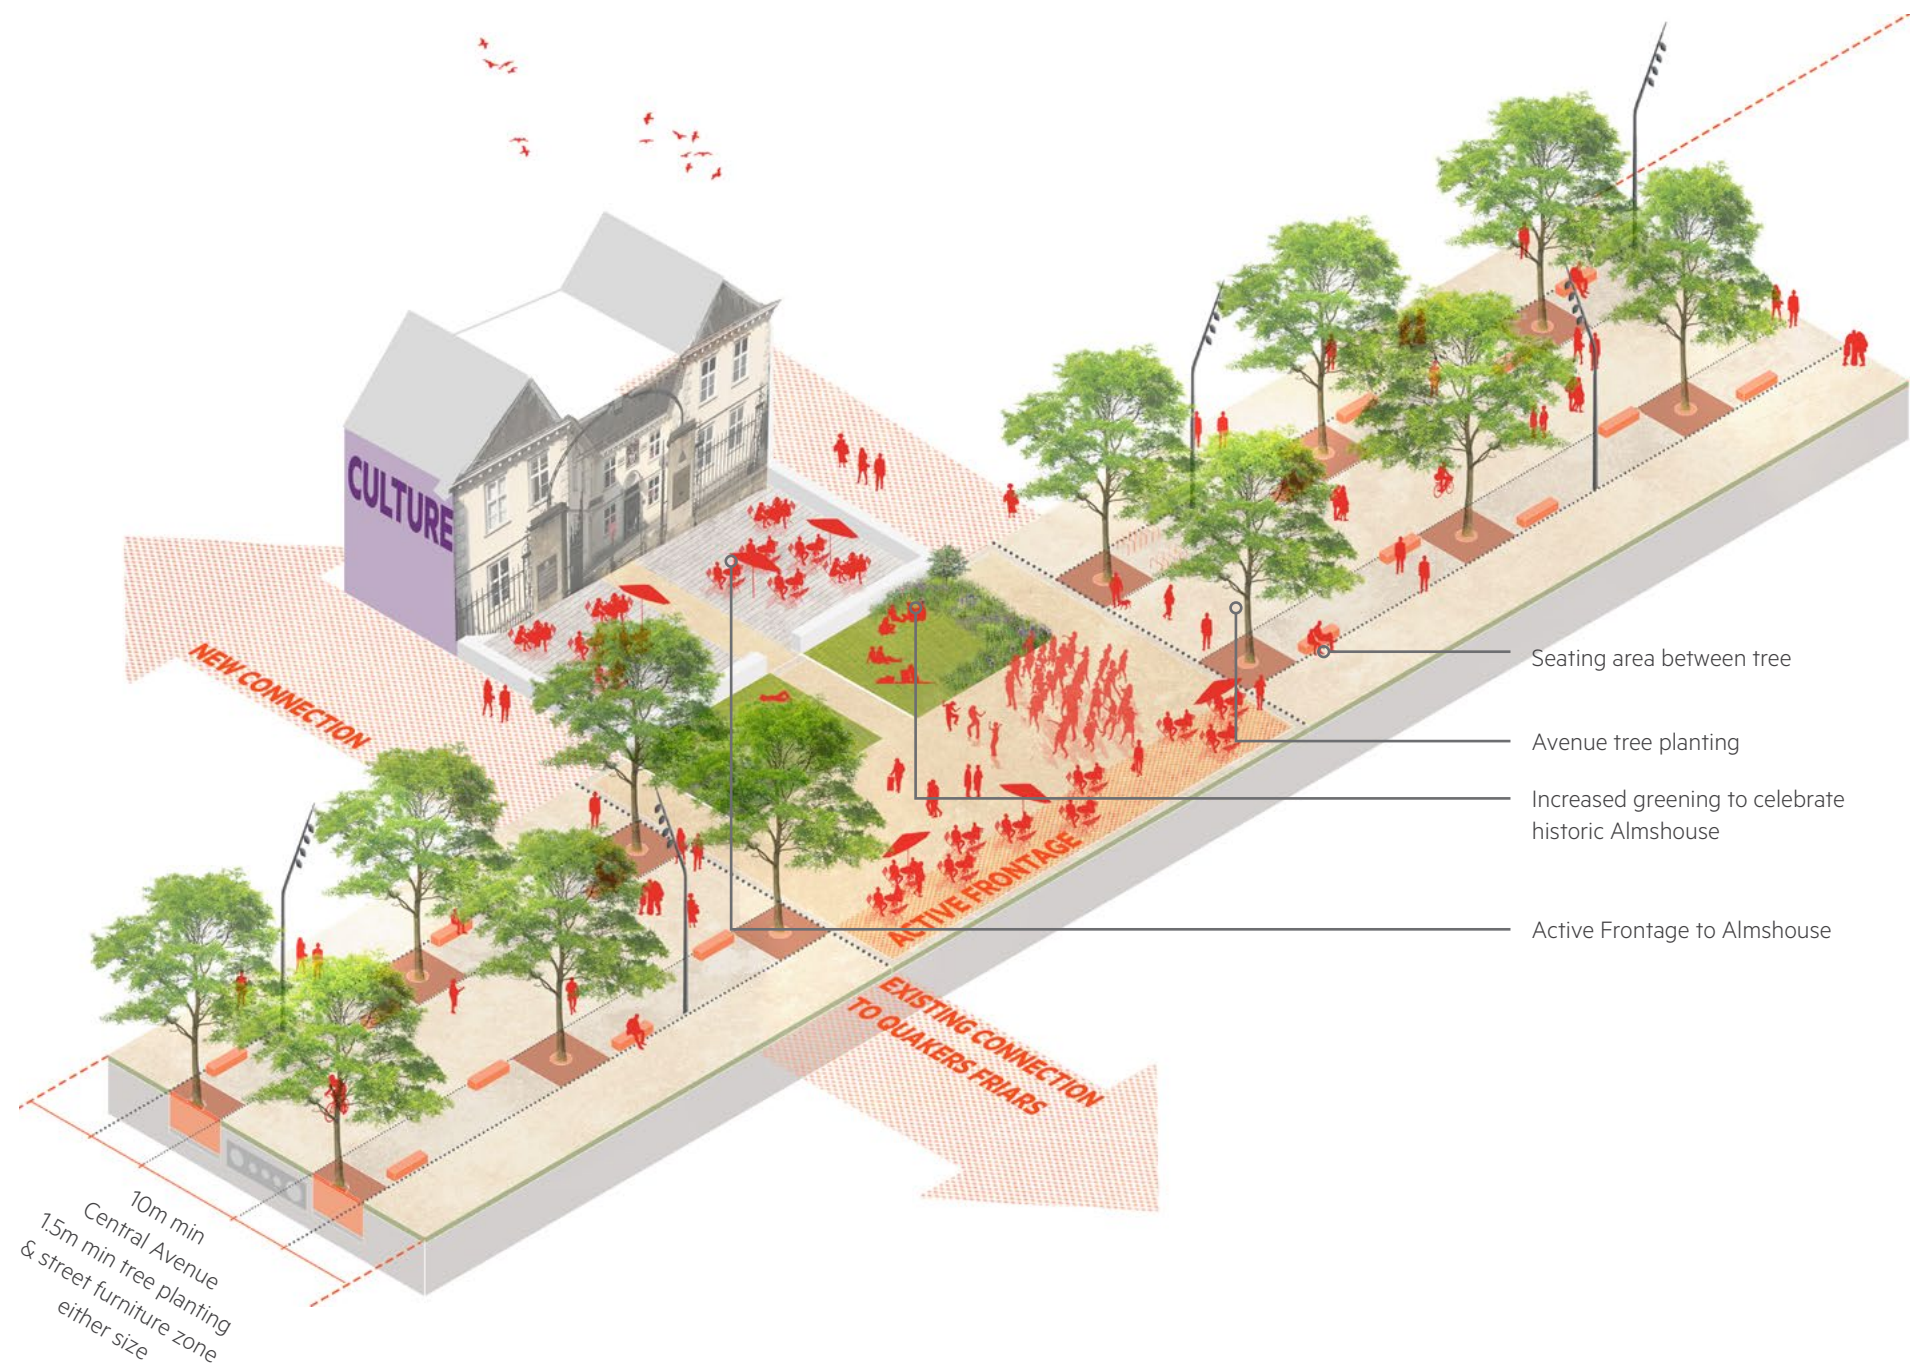 CULTURE
NEW CONNECTION
Seating area between tree
Avenue tree planting
Increased greening to celebrate
historic Almshouse
ACTIVE FRONTAGE
Active Frontage to Almshouse
EXISTING CONNECTION
TO QUAKERS FRIARS
10m min
Central Avenue
1.5m min tree planting
& street furniture zone
either size